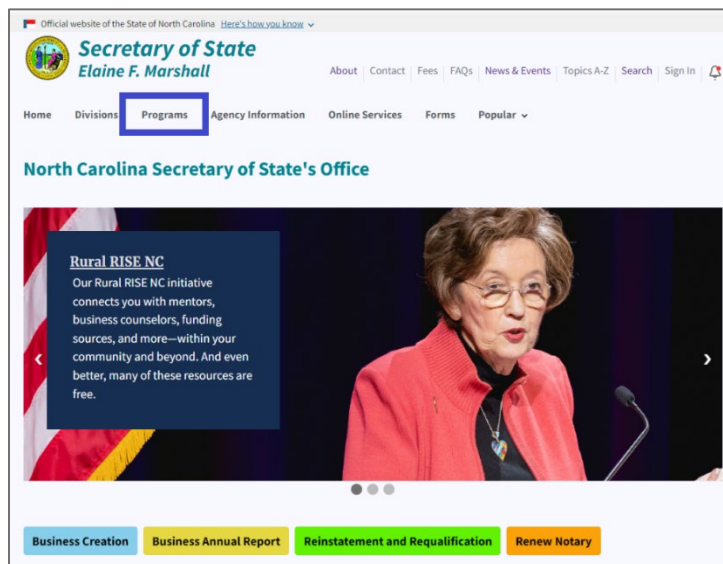 Official website of the State of North Carolina Here's how you know
Secretary of State
Elaine F. Marshall
About Contact Fees FAQs News & Events Topics A-Z Search Sign In
Home Divisions Programs Agency Information Online Services Forms Popular
North Carolina Secretary of State's Office
Rural RISE NC
Our Rural RISE NC initiative
connects you with mentors,
business counselors, funding
sources, and more—within your
community and beyond. And even
better, many of these resources are
free.
Business Creation Business Annual Report Reinstatement and Requalification Renew Notary